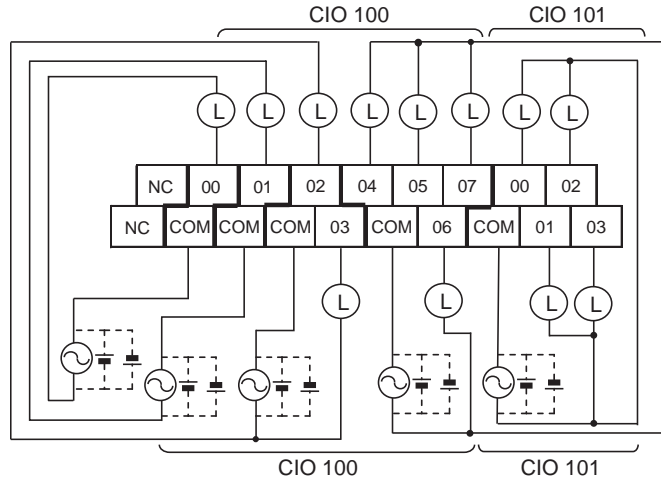 CIO 100 CIO 101
L L L L L L L L
NC 00 01 02 04 05 07 00 02
NC COM COM COM 03 COM 06 COM 01 03
L L L L
CIO 100 CIO 101